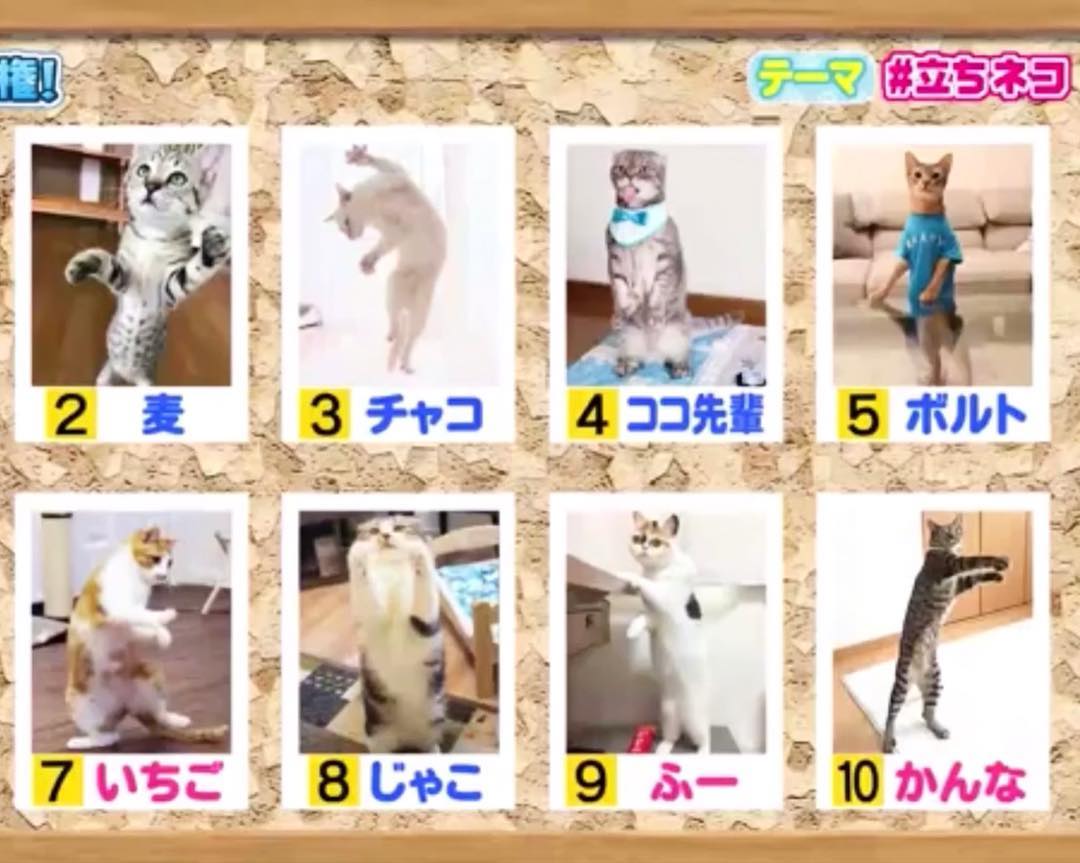 権!
テーマ #立ちネコ
2 麦
3 チャコ
4 ココ先輩
5 ボルト
7 いちご
8 じゃこ
9 ふー
10 かんな